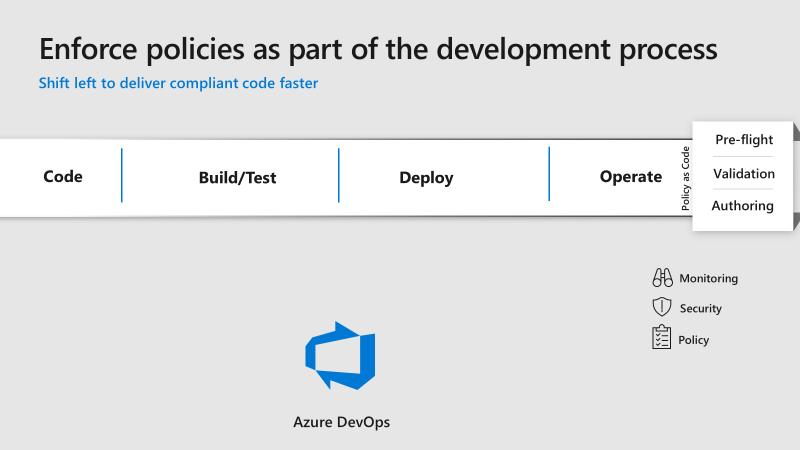 Enforce policies as part of the development process
Shift left to deliver compliant code faster
Code
Build/Test
Deploy
Operate
Policy as Code
Pre-flight
Validation
Authoring
Monitoring
Security
Policy
Azure DevOps